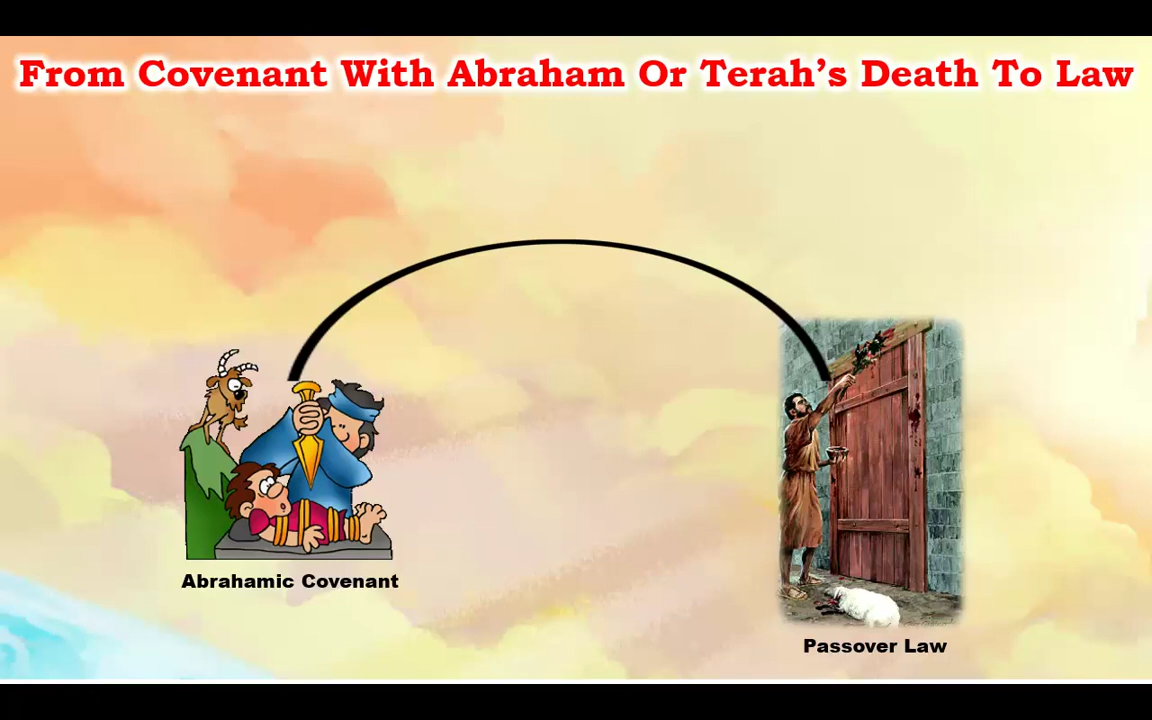 From Covenant With Abraham Or Terah’s Death To Law
Abrahamic Covenant
Passover Law